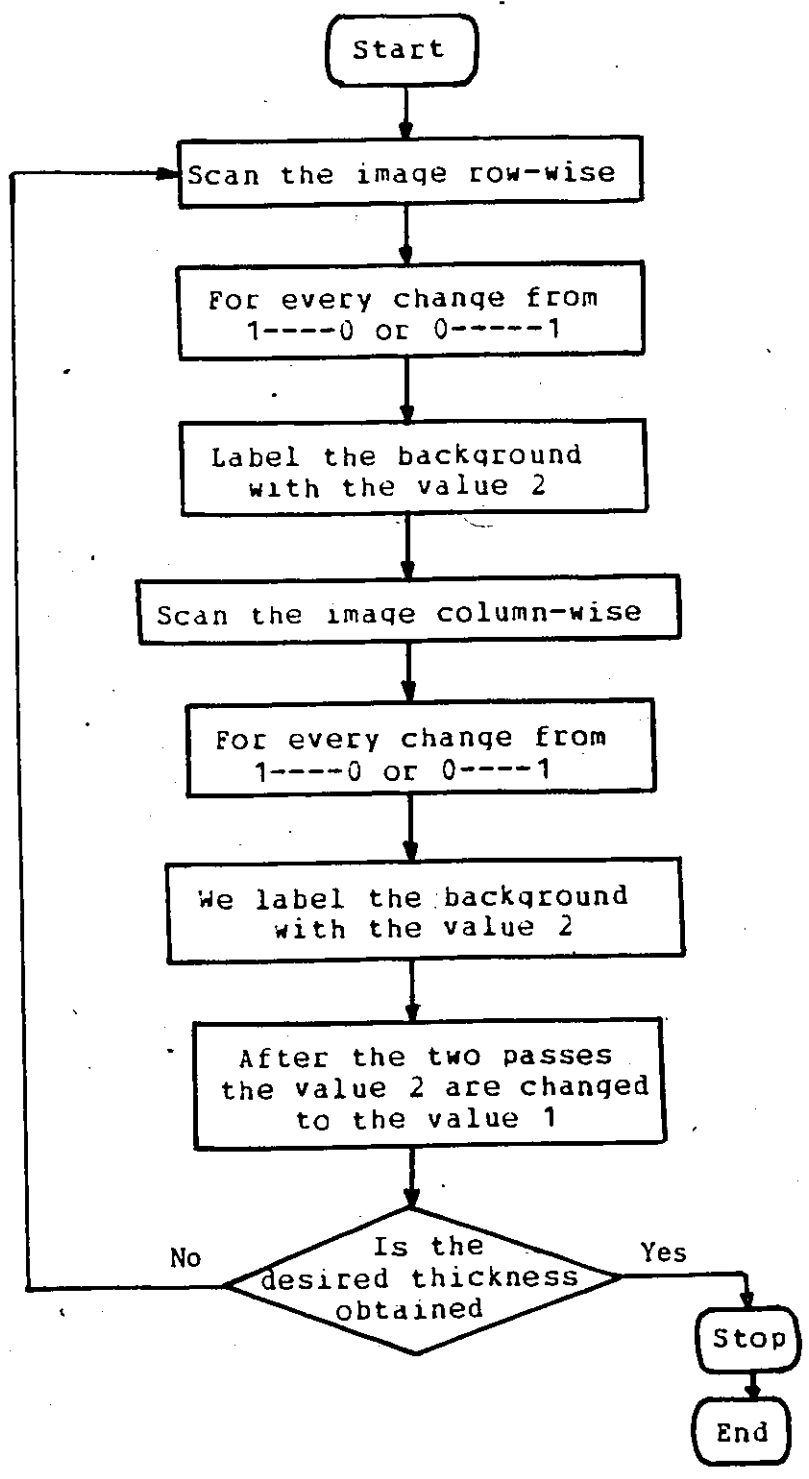 Start
Scan the image row-wise
For every change from
1----0 or 0-----1
Label the background
with the value 2
Scan the image column-wise
For every change from
1----0 or 0----1
We label the background
with the value 2
After the two passes
the value 2 are changed
to the value 1
Is the
desired thickness
obtained
No
Yes
Stop
End